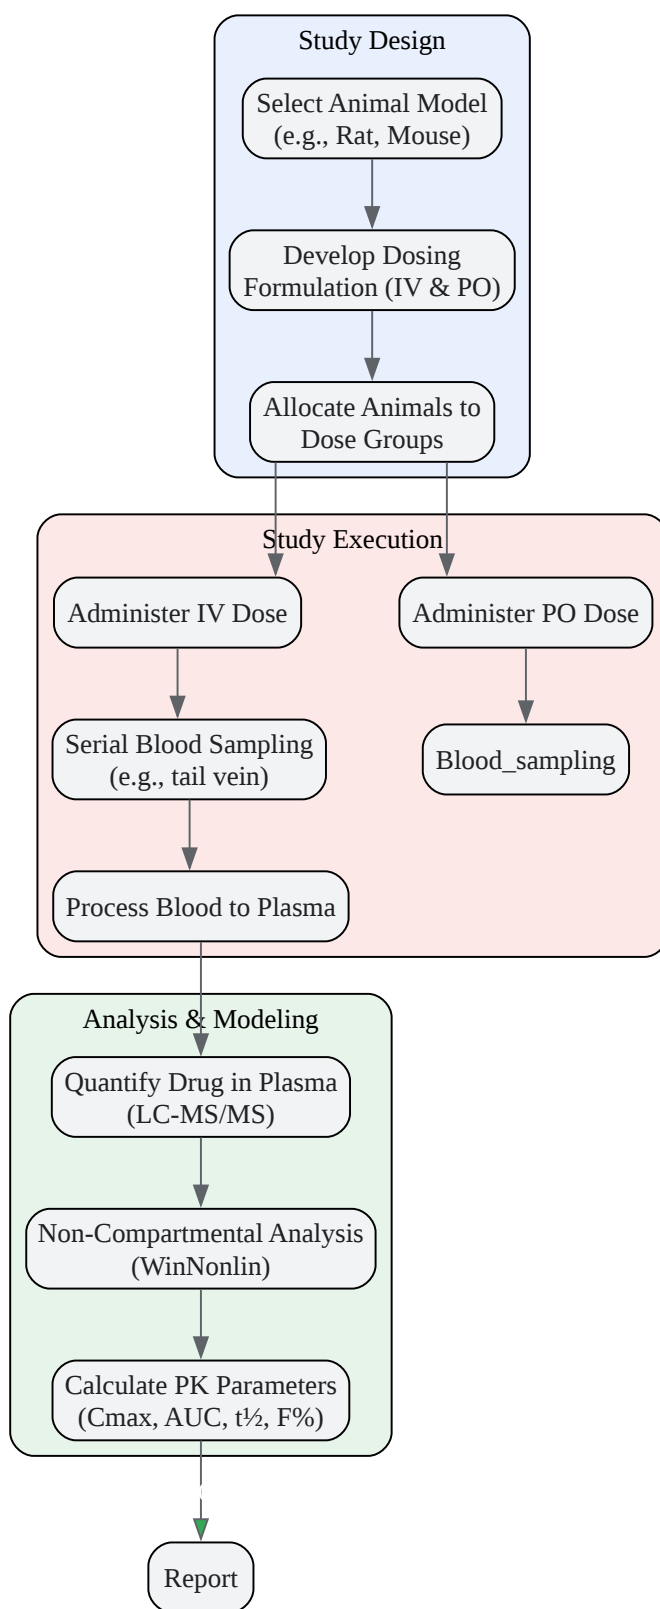 Study Design
Select Animal Model
(e.g., Rat, Mouse)
Develop Dosing
Formulation (IV & PO)
Allocate Animals to
Dose Groups
Study Execution
Administer IV Dose
Administer PO Dose
Serial Blood Sampling
(e.g., tail vein)
Blood_sampling
Process Blood to Plasma
Analysis & Modeling
Quantify Drug in Plasma
(LC-MS/MS)
Non-Compartmental Analysis
(WinNonlin)
Calculate PK Parameters
(Cmax, AUC, t½, F%)
Report